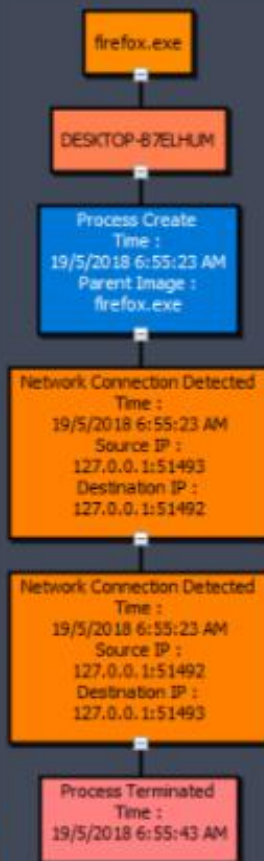 firefox.exe
DESKTOP-B7ELHUM
Process Create
Time :
19/5/2018 6:55:23 AM
Parent Image :
firefox.exe
Network Connection Detected
Time :
19/5/2018 6:55:23 AM
Source IP :
127.0.0.1:51493
Destination IP :
127.0.0.1:51492
Network Connection Detected
Time :
19/5/2018 6:55:23 AM
Source IP :
127.0.0.1:51492
Destination IP :
127.0.0.1:51493
Process Terminated
Time :
19/5/2018 6:55:43 AM